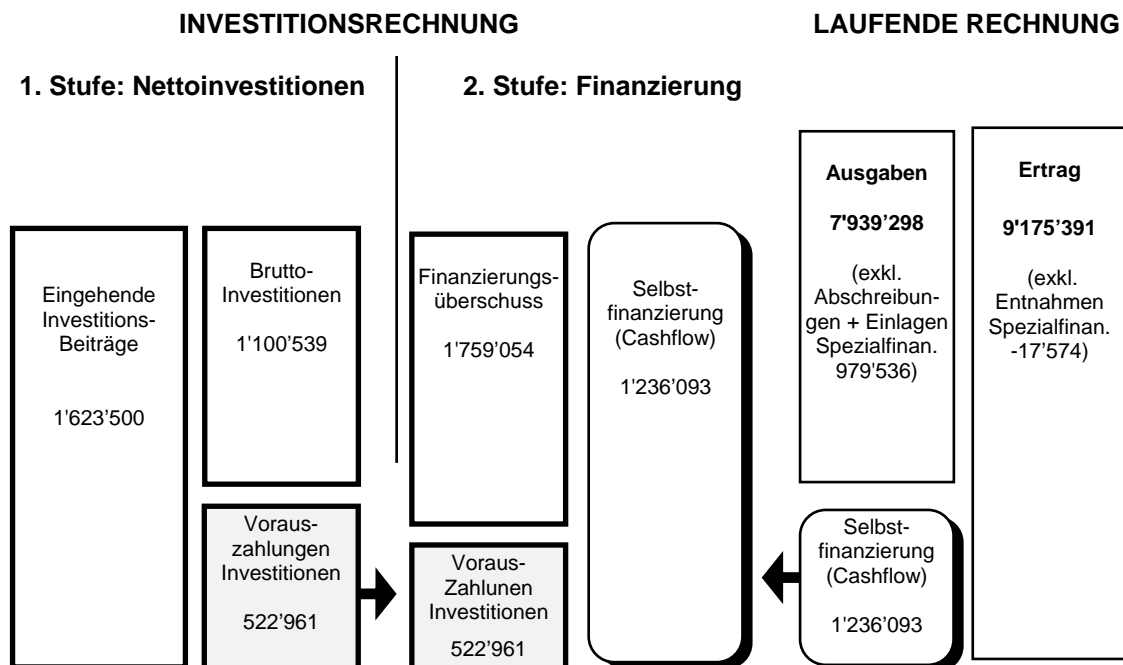 INVESTITIONSRECHNUNG
LAUFENDE RECHNUNG
1. Stufe: Nettoinvestitionen
2. Stufe: Finanzierung
Eingehende
Investitions-
Beiträge
1'623'500
Brutto-
Investitionen
1'100’539
Voraus-
zahlungen
Investitionen
522’961
Finanzierungs-
überschuss
1’759’054
Voraus-
Zahlunen
Investitionen
522’961
Selbst-
finanzierung
(Cashflow)
1'236’093
Ausgaben
7'939’298
(exkl.
Abschreibun-
gen + Einlagen
Spezialfinan.
979'536)
Selbst-
finanzierung
(Cashflow)
1'236’093
Ertrag
9'175’391
(exkl.
Entnahmen
Spezialfinan.
-17’574)